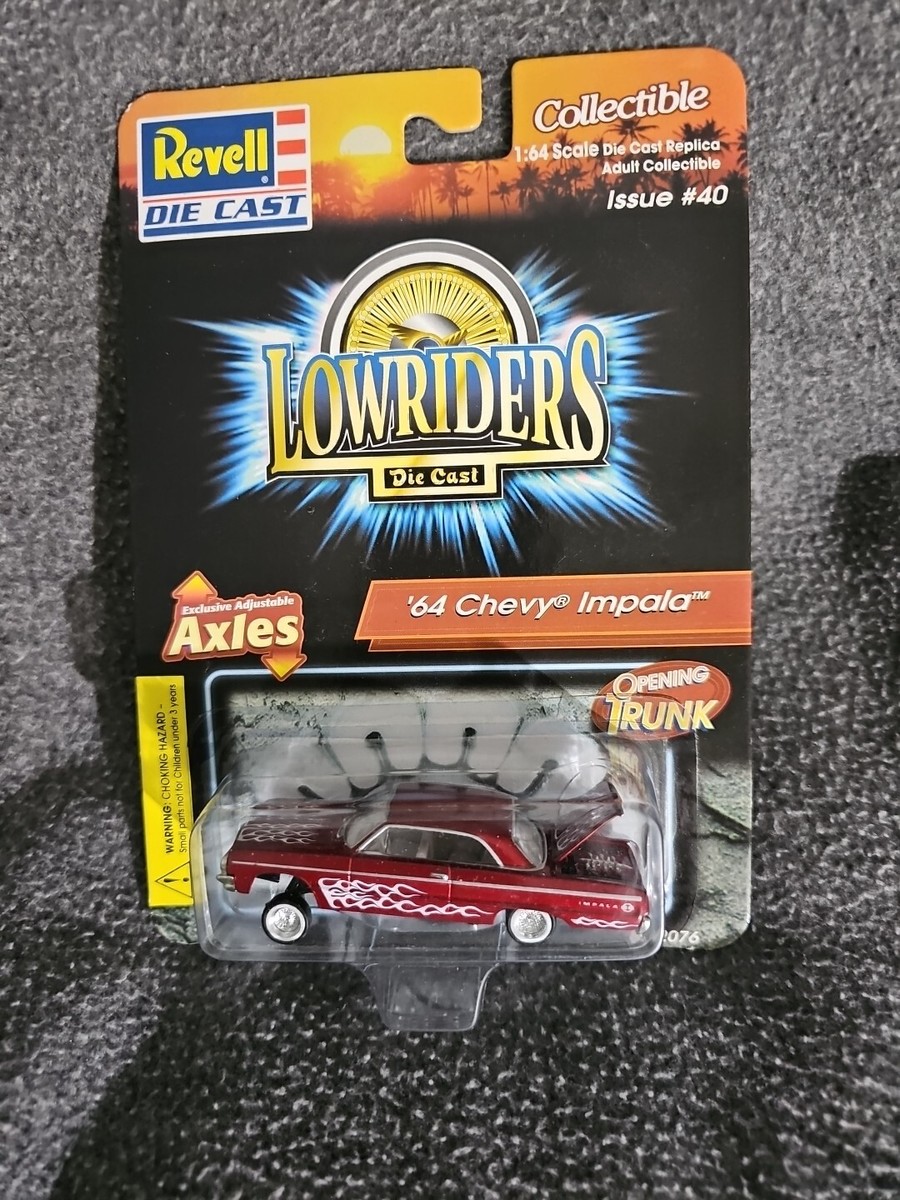 Revell
DIE CAST
Collectible
1:64 Scale Die Cast Replica
Adult Collectible
Issue #40
LOWRIDERS
Die Cast
Exclusive Adjustable
Axles
'64 Chevy® Impala™
OPENING
TRUNK
WARNING: CHOKING HAZARD –
Small parts not for Children under 3 years
IMPALA
2076